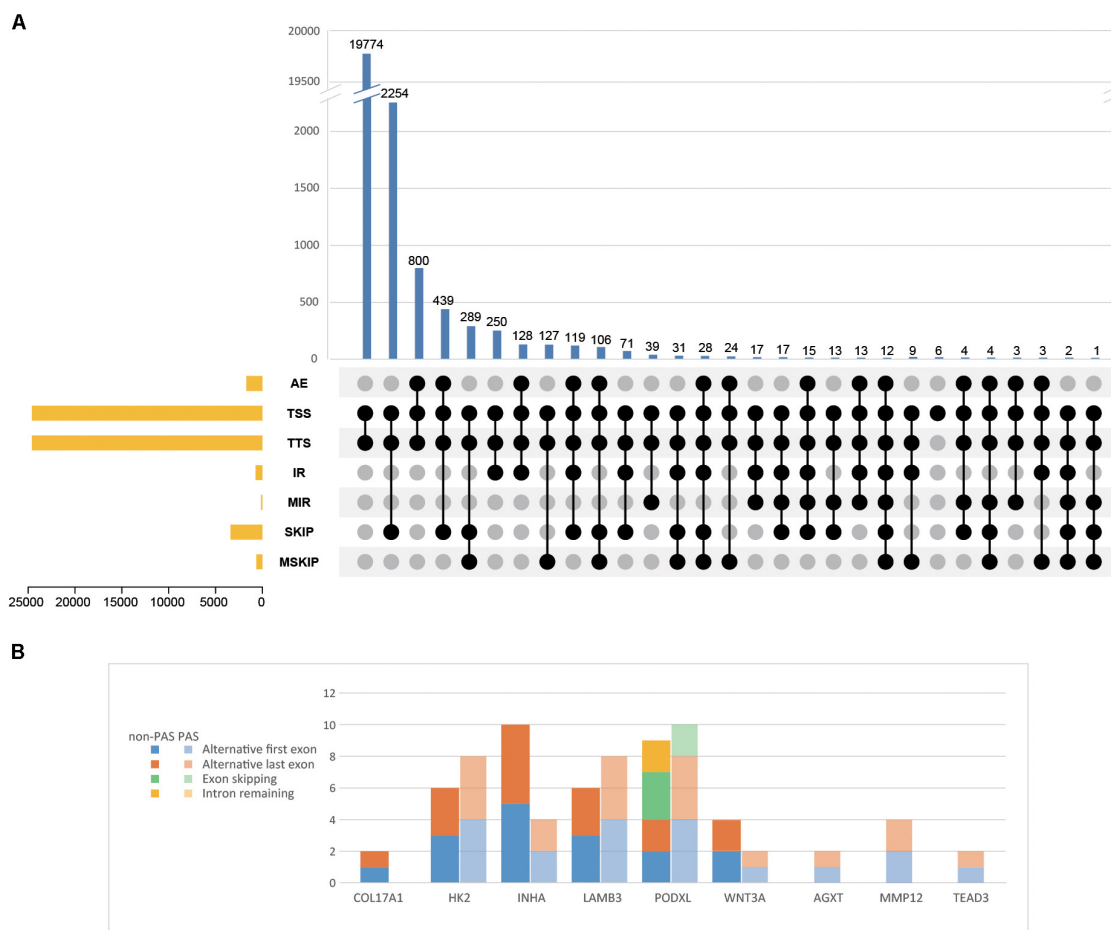 A
20000
19774
19500
2254
2000
1500
1000
800
500
439
289
250
128
127
119
106
71
39
31
28
24
17
17
15
13
13
12
9
6
4
4
3
3
2
1
0
AE
TSS
TTS
IR
MIR
SKIP
MSKIP
25000 20000 15000 10000 5000 0
B
12
10
8
6
4
2
0
non-PAS PAS
Alternative first exon
Alternative last exon
Exon skipping
Intron remaining
COL17A1 HK2 INHA LAMB3 PODXL WNT3A AGXT MMP12 TEAD3